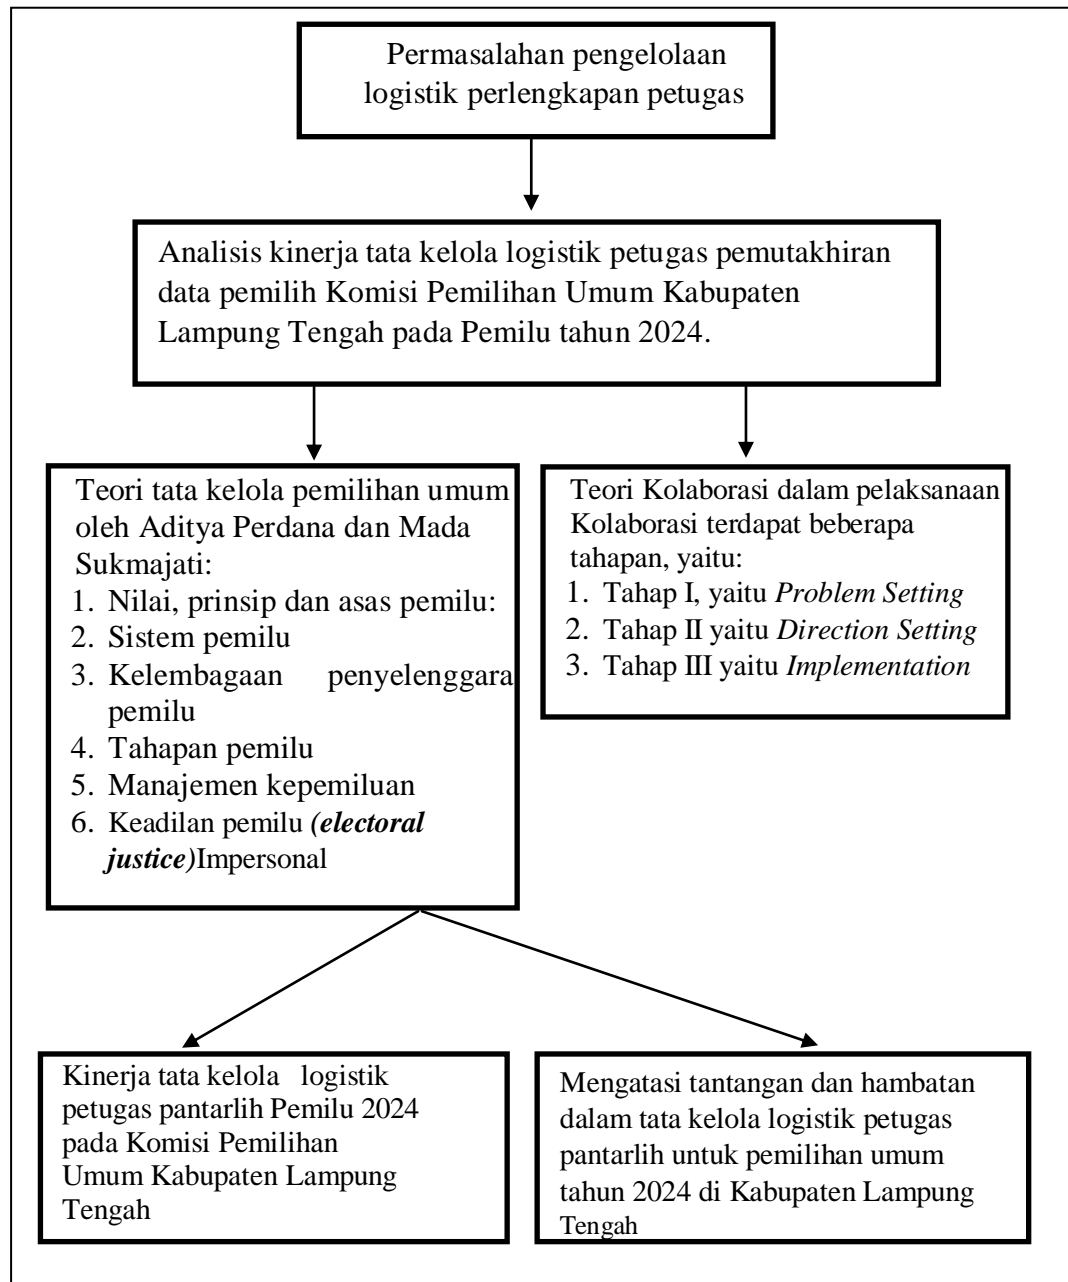 Permasalahan pengelolaan
logistik perlengkapan petugas
Analisis kinerja tata kelola logistik petugas pemutakhiran
data pemilih Komisi Pemilihan Umum Kabupaten
Lampung Tengah pada Pemilu tahun 2024.
Teori tata kelola pemilihan umum
oleh Aditya Perdana dan Mada
Sukmajati:
1. Nilai, prinsip dan asas pemilu:
2. Sistem pemilu
3. Kelembagaan penyelenggara
pemilu
4. Tahapan pemilu
5. Manajemen kepemiluan
6. Keadilan pemilu (electoral
justice)Impersonal
Teori Kolaborasi dalam pelaksanaan
Kolaborasi terdapat beberapa
tahapan, yaitu:
1. Tahap I, yaitu Problem Setting
2. Tahap II yaitu Direction Setting
3. Tahap III yaitu Implementation
Kinerja tata kelola logistik
petugas pantarlih Pemilu 2024
pada Komisi Pemilihan
Umum Kabupaten Lampung
Tengah
Mengatasi tantangan dan hambatan
dalam tata kelola logistik petugas
pantarlih untuk pemilihan umum
tahun 2024 di Kabupaten Lampung
Tengah